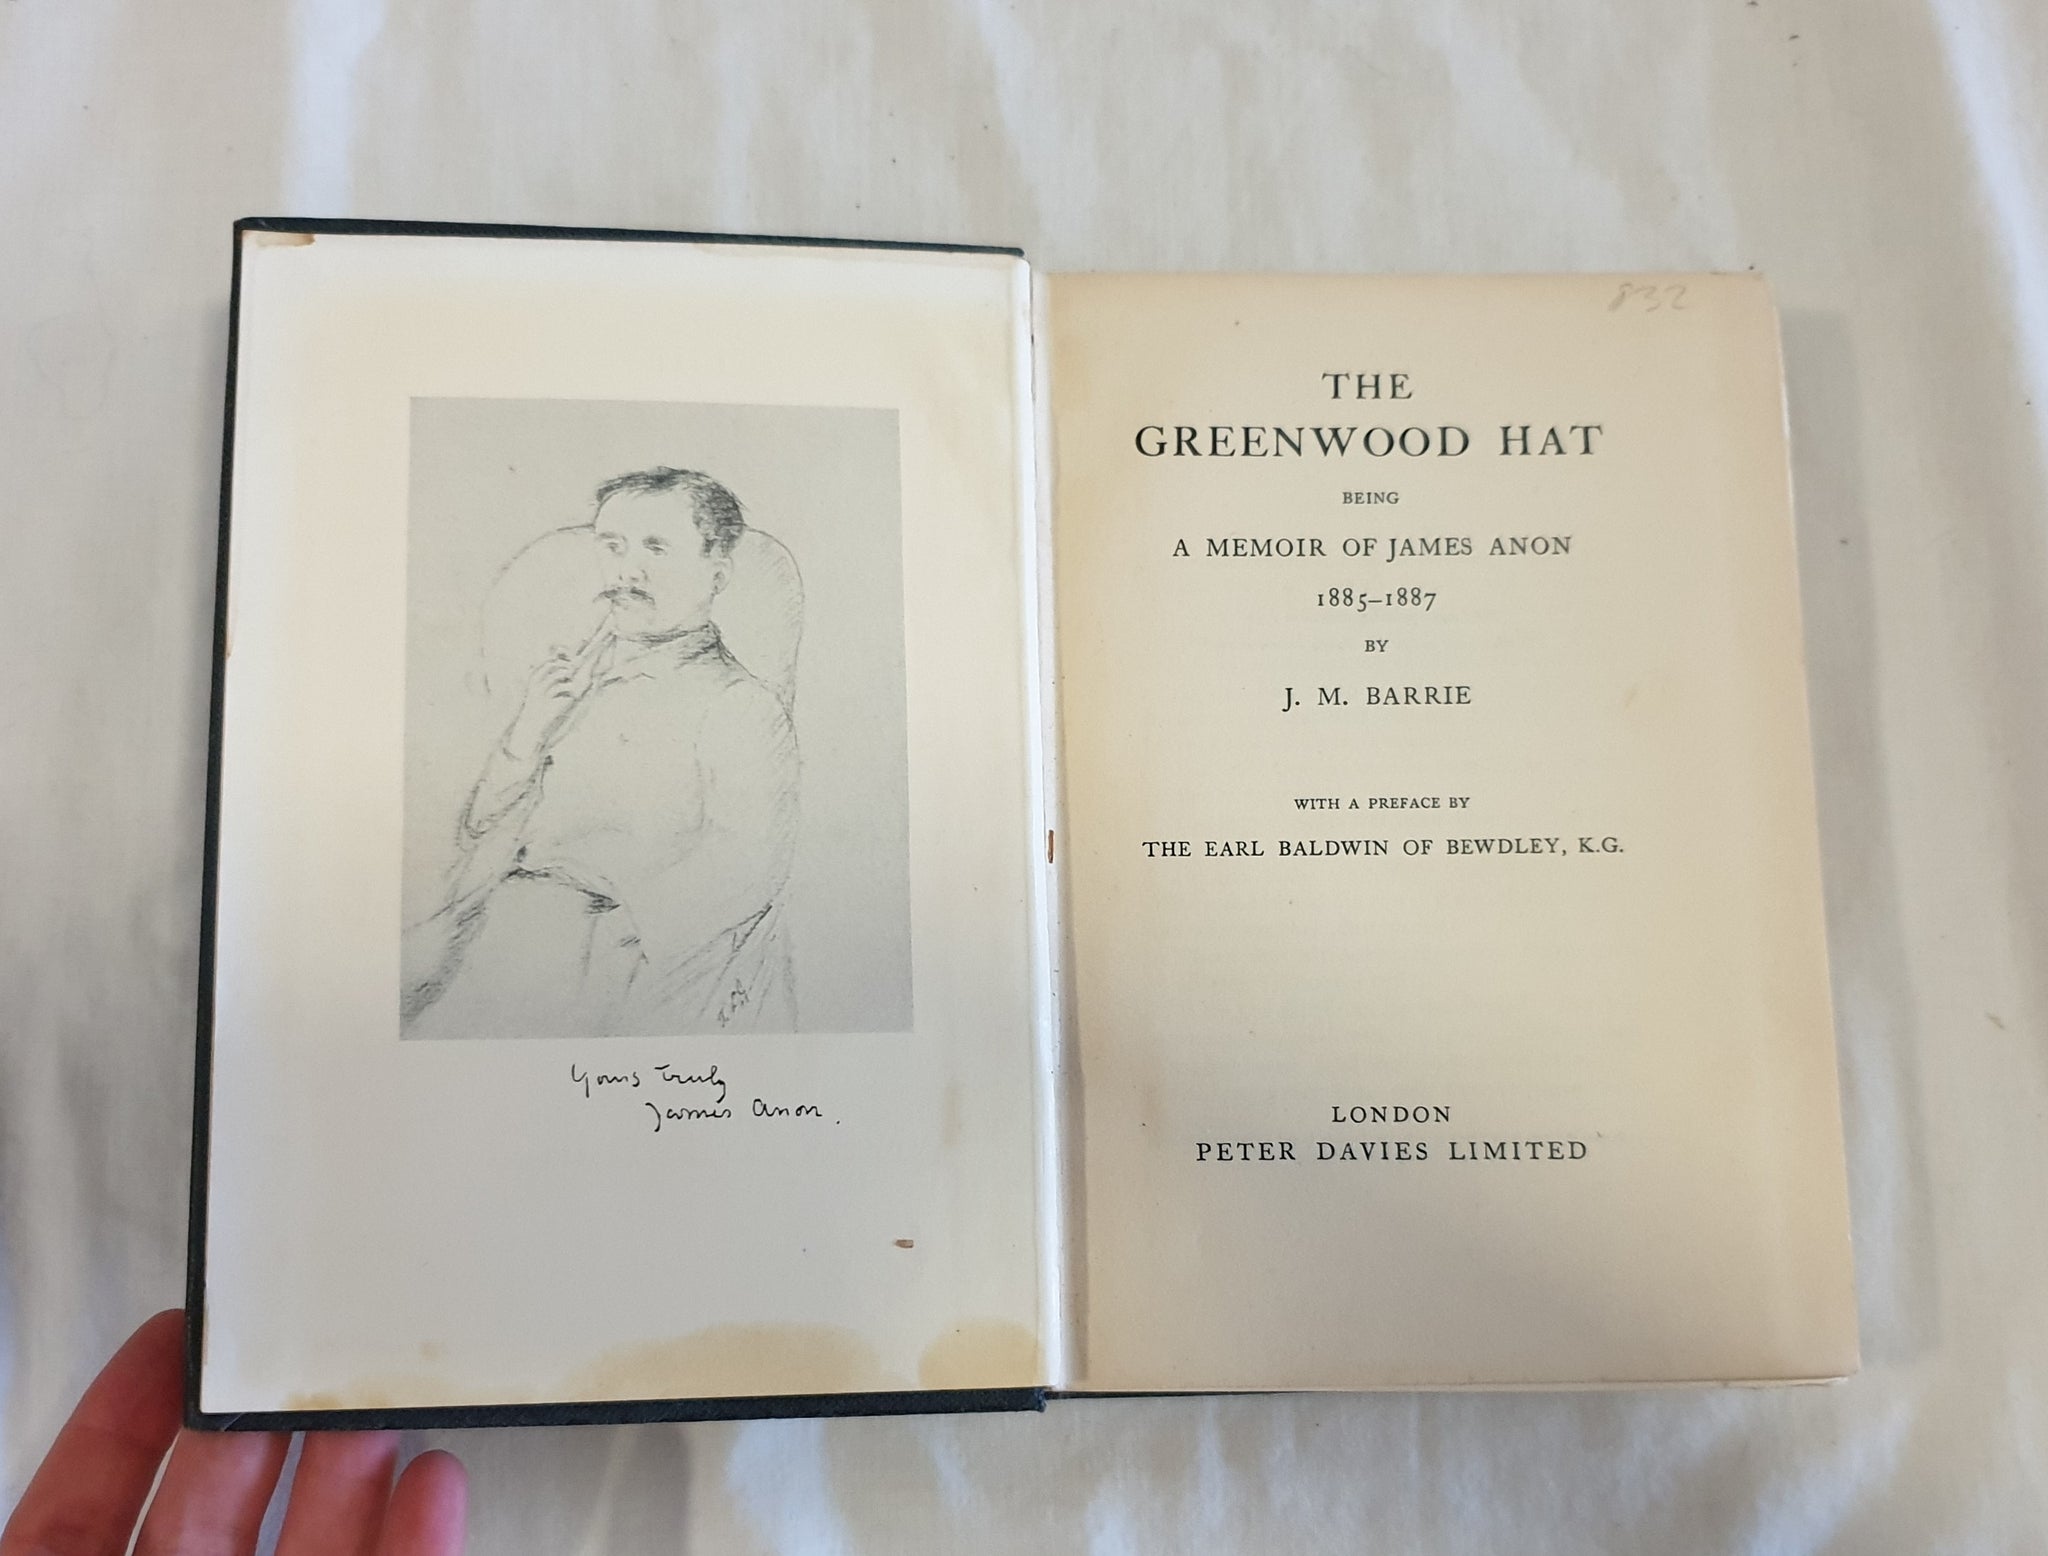 Yours truly
James Anon.
832
THE
GREENWOOD HAT
BEING
A MEMOIR OF JAMES ANON
1885–1887
BY
J. M. BARRIE
WITH A PREFACE BY
THE EARL BALDWIN OF BEWDLEY, K.G.
LONDON
PETER DAVIES LIMITED